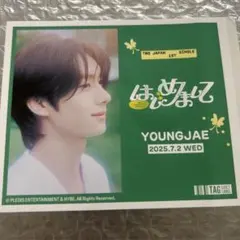 TWS JAPAN
1ST SINGLE
はじめまして
YOUNGJAE
2025.7.2 WED
© PLEDIS ENTERTAINMENT & HYBE. All Rights Reserved.
TAG